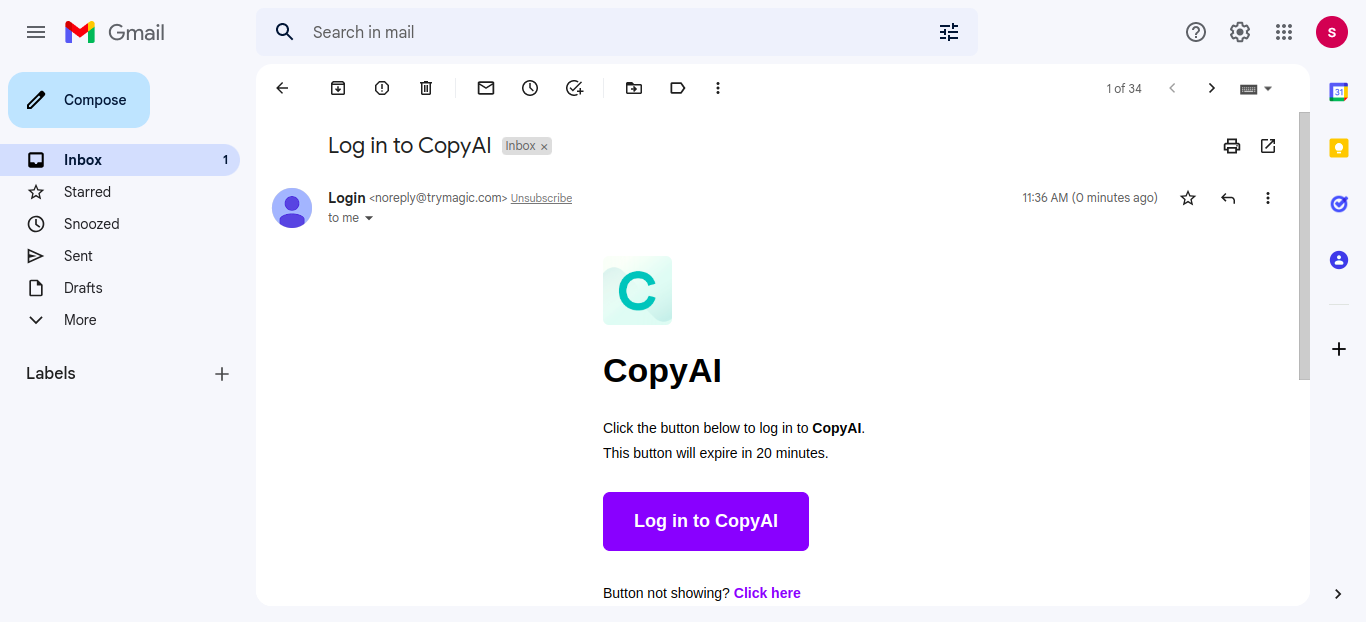 Gmail
Search in mail
S
Compose
1 of 34
31
Log in to CopyAI Inbox ×
Inbox 1
Starred
Login <noreply@trymagic.com> Unsubscribe 11:36 AM (0 minutes ago)
to me
Snoozed
Sent
Drafts
More
C
Labels
CopyAI
Click the button below to log in to CopyAI.
This button will expire in 20 minutes.
Log in to CopyAI
Button not showing? Click here